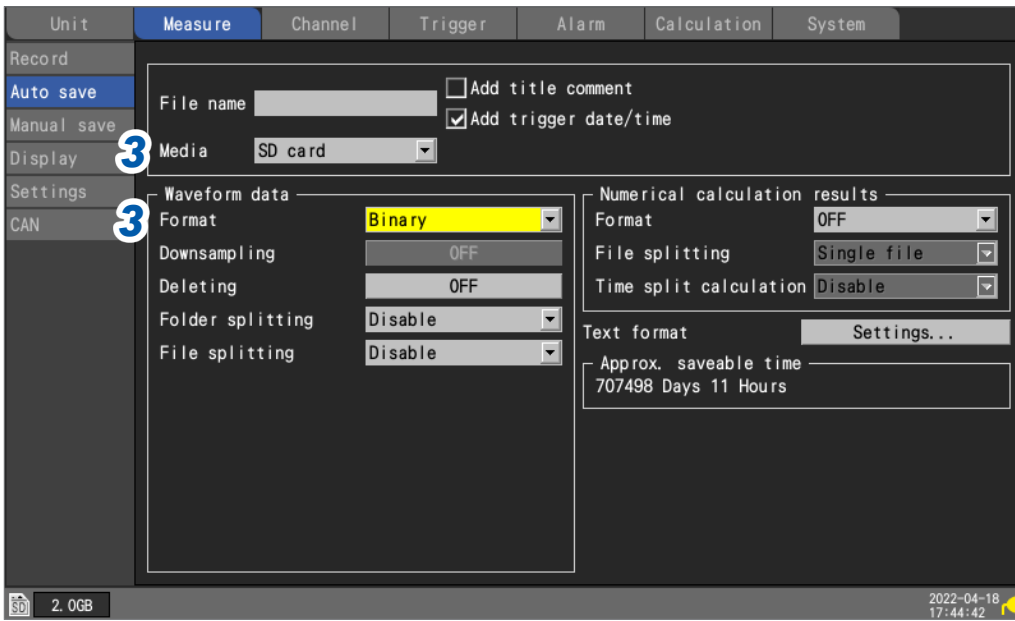 Unit Measure Channel Trigger Alarm Calculation System
Record
Auto save
Manual save
Display
Settings
CAN
File name
Add title comment
Add trigger date/time
3
Media SD card
Waveform data
3
Format Binary
Downsampling OFF
Deleting OFF
Folder splitting Disable
File splitting Disable
Numerical calculation results
Format OFF
File splitting Single file
Time split calculation Disable
Text format Settings...
Approx. saveable time
707498 Days 11 Hours
SD 2.0GB
2022-04-18
17:44:42